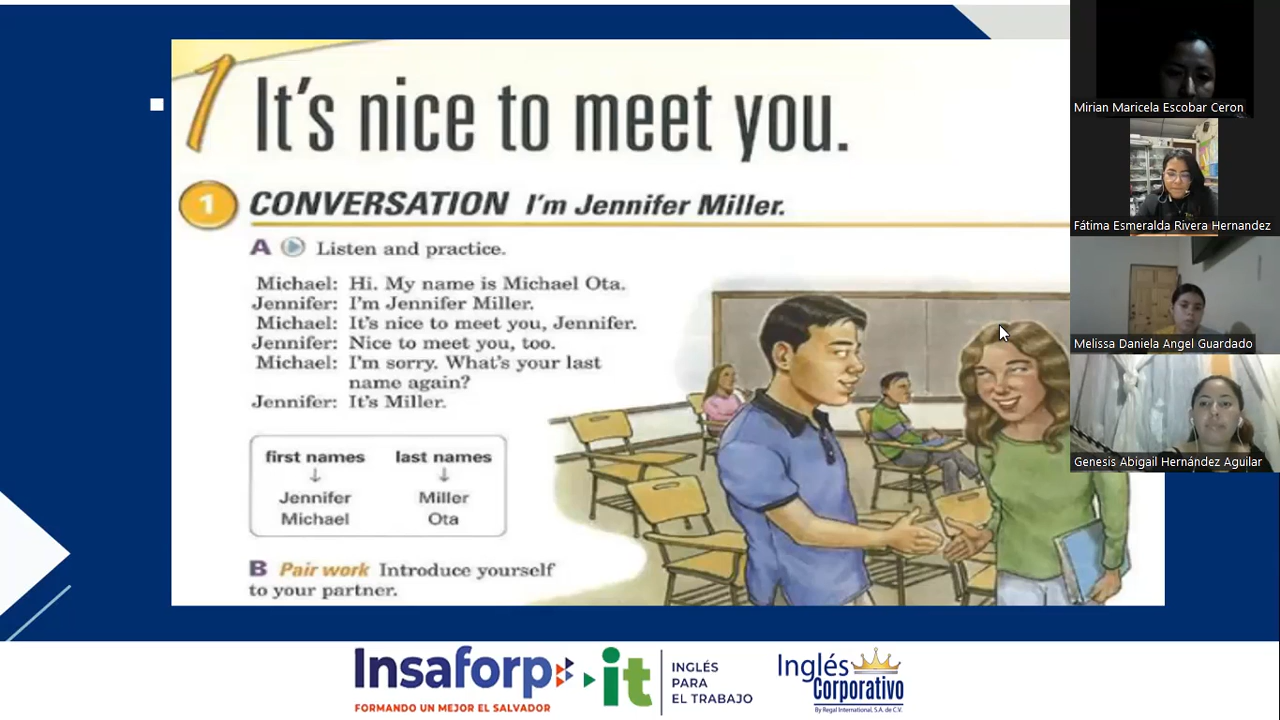 1 It's nice to meet you.
1 CONVERSATION I'm Jennifer Miller.
A Listen and practice.
Michael: Hi. My name is Michael Ota.
Jennifer: I'm Jennifer Miller.
Michael: It's nice to meet you, Jennifer.
Jennifer: Nice to meet you, too.
Michael: I'm sorry. What's your last
name again?
Jennifer: It's Miller.
first names last names
Jennifer Miller
Michael Ota
B Pair work Introduce yourself
to your partner.
Mirian Maricela Escobar Ceron
Fátima Esmeralda Rivera Hernandez
Melissa Daniela Angel Guardado
Genesis Abigail Hernández Aguilar
Insaforp
FORMANDO UN MEJOR EL SALVADOR
it
INGLÉS
PARA
EL TRABAJO
Inglés
Corporativo
By Regal International, S.A. de C.V.